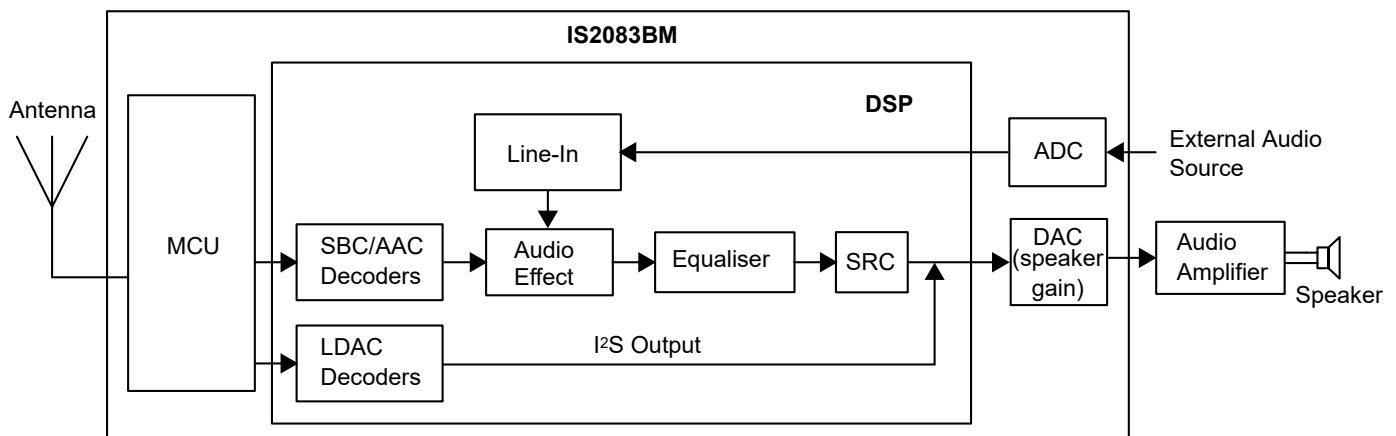 IS2083BM
DSP
Antenna
MCU
Line-In
ADC
External Audio
Source
SBC/AAC
Decoders
Audio
Effect
Equaliser
SRC
DAC
(speaker
gain)
Audio
Amplifier
Speaker
LDAC
Decoders
I²S Output